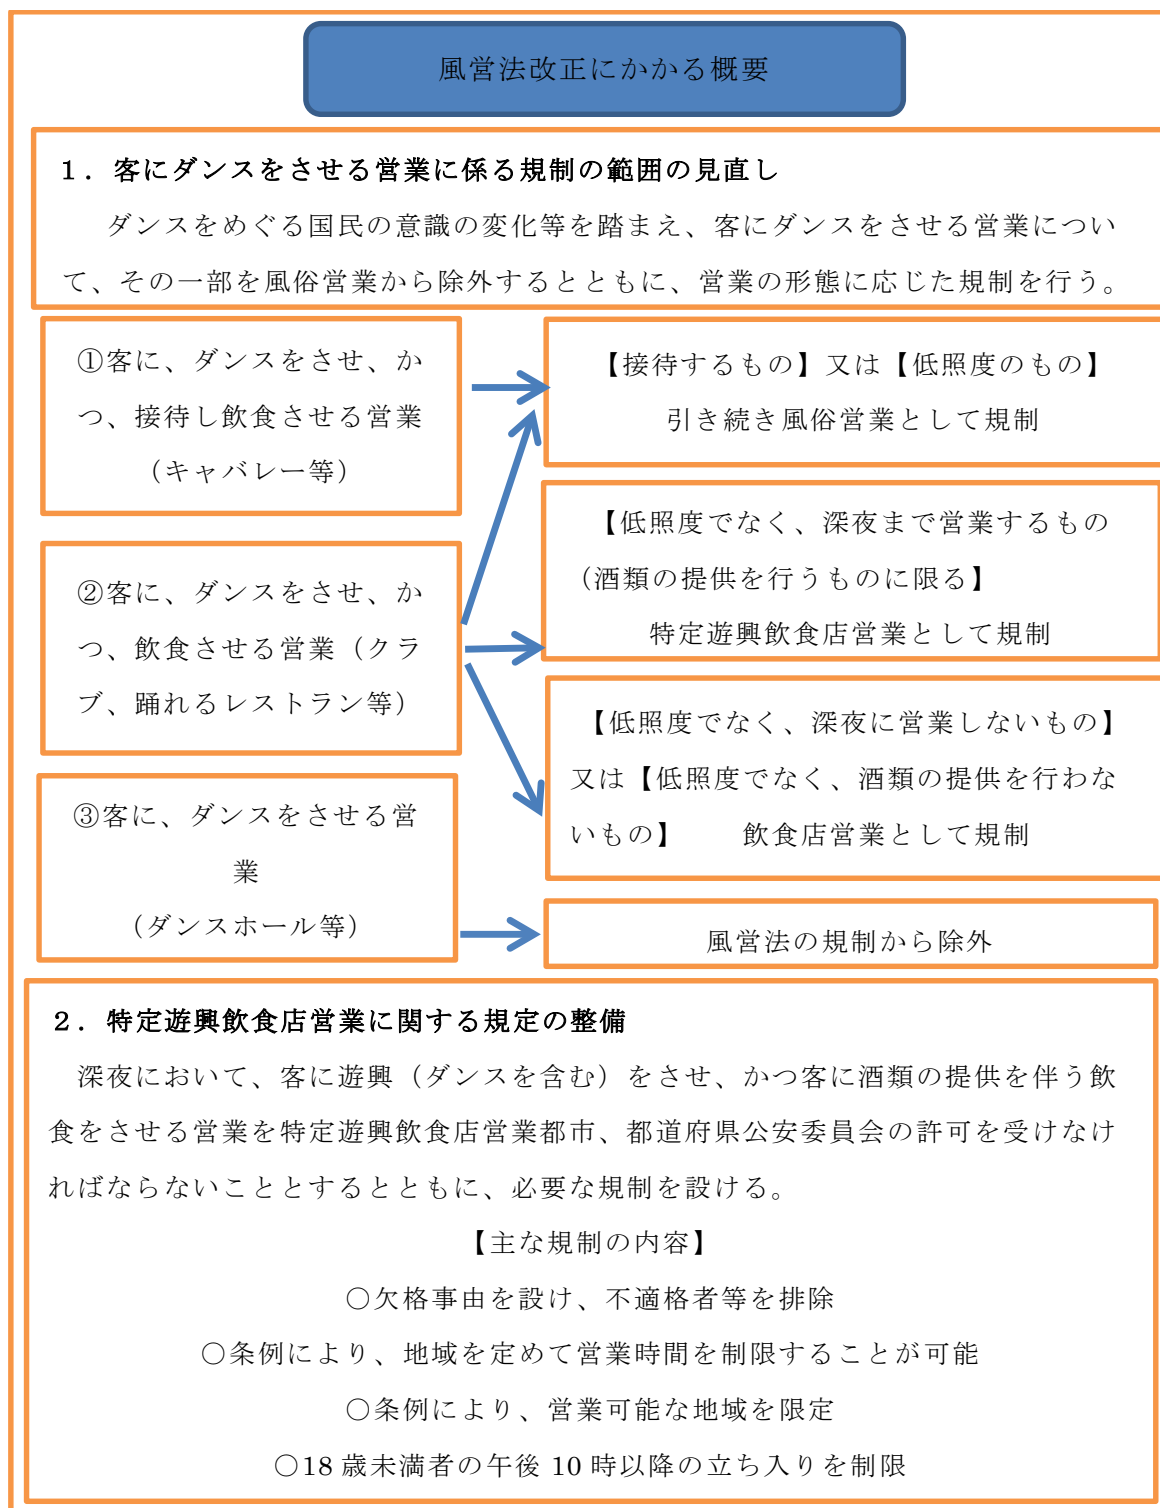 風営法改正にかかる概要
１．客にダンスをさせる営業に係る規制の範囲の見直し
ダンスをめぐる国民の意識の変化等を踏まえ、客にダンスをさせる営業につい
て、その一部を風俗営業から除外するとともに、営業の形態に応じた規制を行う。
①客に、ダンスをさせ、か
つ、接待し飲食させる営業
（キャバレー等）
【接待するもの】又は【低照度のもの】
引き続き風俗営業として規制
【低照度でなく、深夜まで営業するもの
（酒類の提供を行うものに限る】
特定遊興飲食店営業として規制
②客に、ダンスをさせ、か
つ、飲食させる営業（クラ
ブ、踊れるレストラン等）
【低照度でなく、深夜に営業しないもの】
又は【低照度でなく、酒類の提供を行わな
いもの】　　飲食店営業として規制
③客に、ダンスをさせる営
業
（ダンスホール等）
風営法の規制から除外
２．特定遊興飲食店営業に関する規定の整備
深夜において、客に遊興（ダンスを含む）をさせ、かつ客に酒類の提供を伴う飲
食をさせる営業を特定遊興飲食店営業都市、都道府県公安委員会の許可を受けなけ
ればならないこととするとともに、必要な規制を設ける。
【主な規制の内容】
○欠格事由を設け、不適格者等を排除
○条例により、地域を定めて営業時間を制限することが可能
○条例により、営業可能な地域を限定
○18 歳未満者の午後 10 時以降の立ち入りを制限